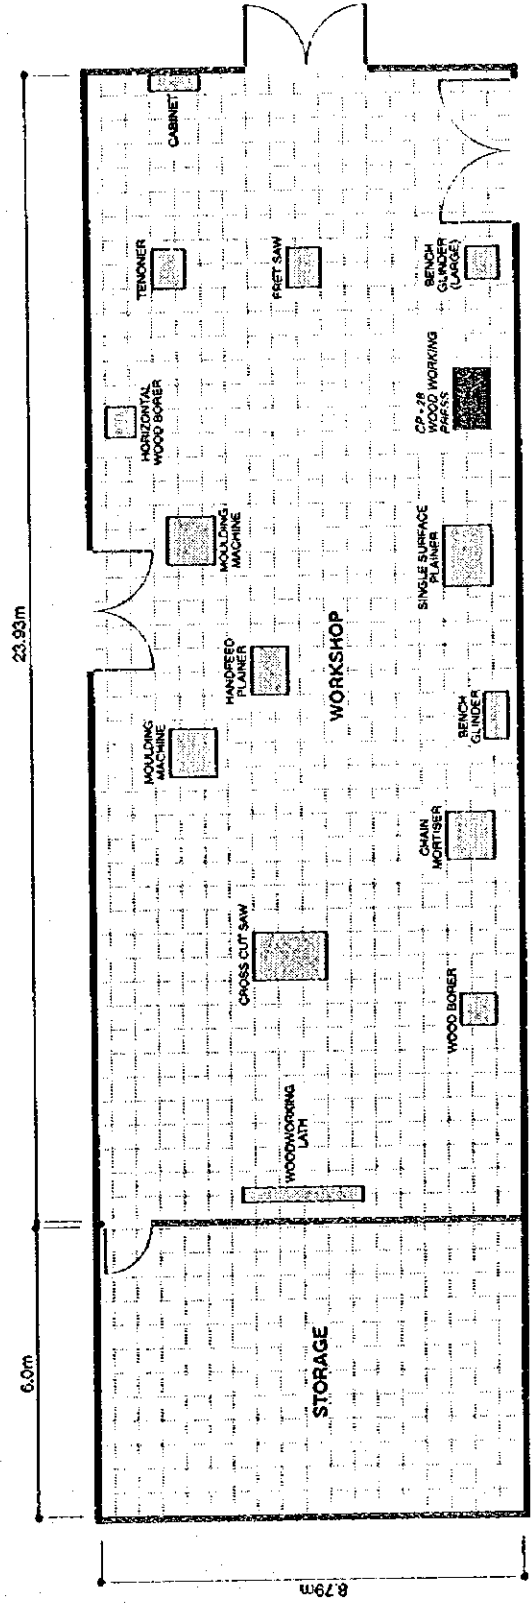 6.0m
23.93m
8.79m
STORAGE
WORKSHOP
WOODWORKING
LATH
CROSS CUT SAW
MOULDING
MACHINE
HANDFEED
PLAINER
MOULDING
MACHINE
HORIZONTAL
WOOD BORER
TENONER
CABINET
FRET SAW
WOOD BORER
CHAIN
MORTISER
BENCH
GLINDER
SINGLE SURFACE
PLAINER
CP-28
WOOD WORKING
PRESS
BENCH
GLINDER
(LARGE)